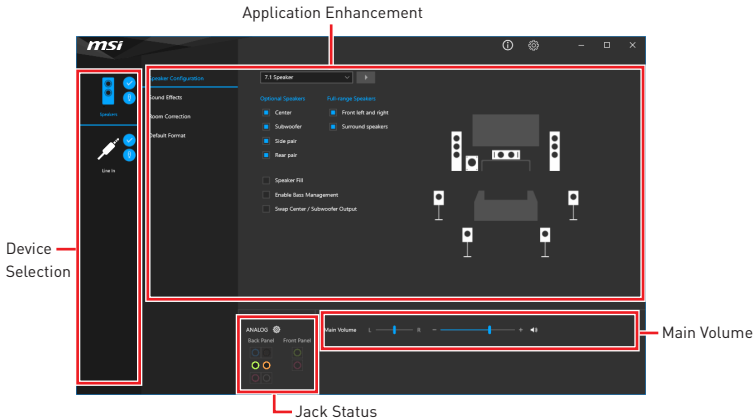 Application Enhancement
msi
Speaker Configuration
Sound Effects
Room Correction
Default Format
Speakers
Line In
7.1 Speaker
Optional Speakers
Full-range Speakers
Center
Front left and right
Subwoofer
Surround speakers
Side pair
Rear pair
Speaker Fill
Enable Bass Management
Swap Center / Subwoofer Output
Device
Selection
ANALOG
Back Panel
Front Panel
Main Volume
L
R
Main Volume
Jack Status